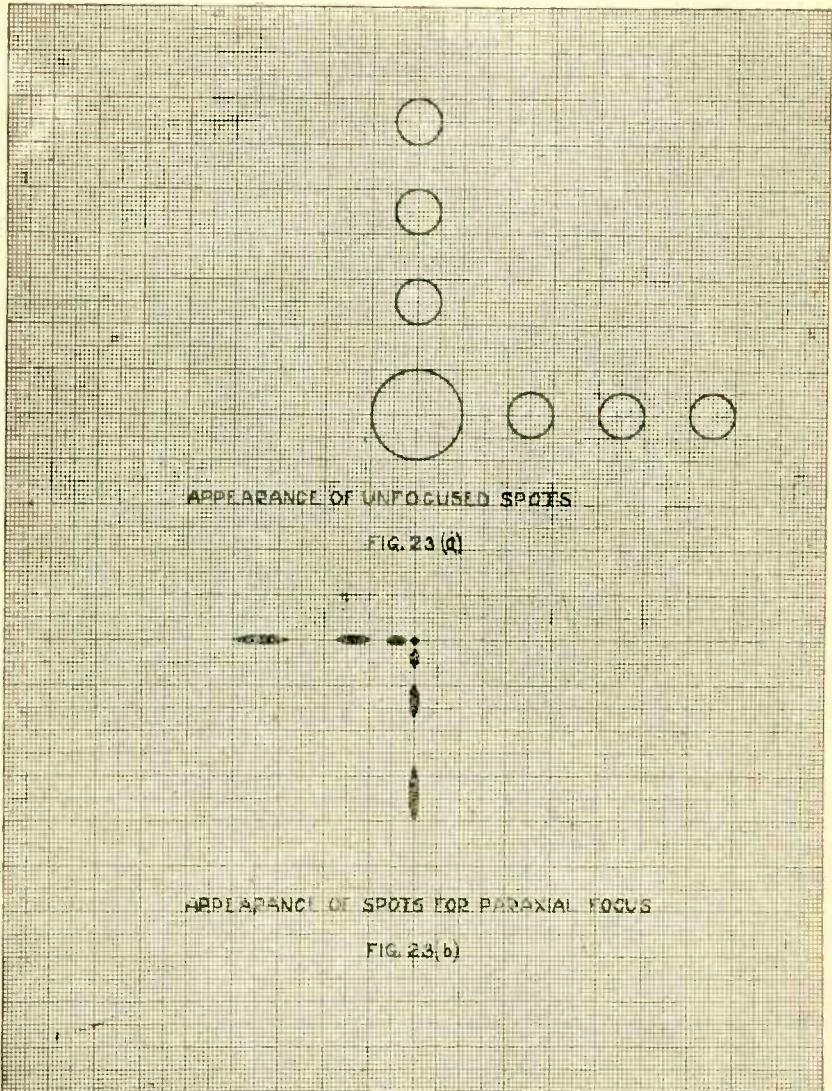 APPEARANCE OF UNFOCUSED SPOTS
FIG. 23 (a)
APPEARANCE OF SPOTS FOR PARAXIAL FOCUS
FIG. 23(b)